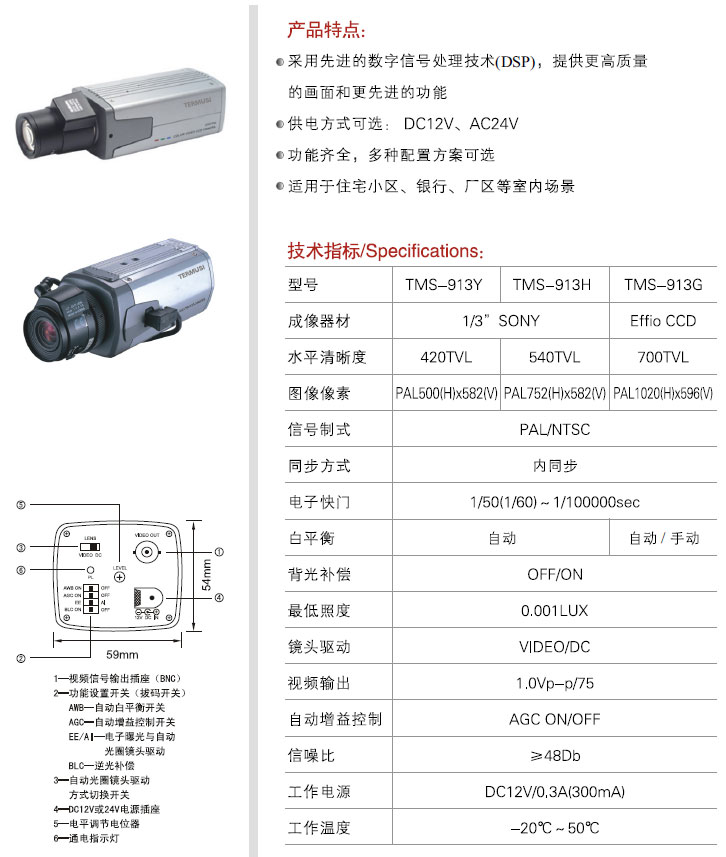 TERMUSI
TERMUSI
产品特点：
采用先进的数字信号处理技术(DSP)，提供更高质量
的画面和更先进的功能
供电方式可选： DC12V、AC24V
功能齐全，多种配置方案可选
适用于住宅小区、银行、厂区等室内场景
技术指标/Specifications：
型号 TMS-913Y TMS-913H TMS-913G
成像器材 1/3” SONY Effio CCD
水平清晰度 420TVL 540TVL 700TVL
图像像素 PAL500(H)x582(V) PAL752(H)x582(V) PAL1020(H)x596(V)
信号制式 PAL/NTSC
同步方式 内同步
电子快门 1/50(1/60)～1/100000sec
白平衡 自动 自动 / 手动
背光补偿 OFF/ON
最低照度 0.001LUX
镜头驱动 VIDEO/DC
视频输出 1.0Vp-p/75
自动增益控制 AGC ON/OFF
信噪比 ≥48Db
工作电源 DC12V/0.3A(300mA)
工作温度 -20℃～50℃
⑤
③ LENS VIDEO OUT ①
VIDEO DC
⑥ PL LEVEL
AWB ON OFF
AGC ON OFF ④
EE AI
BLC ON OFF 12V DC IN
② 59mm
54mm
1—视频信号输出插座（BNC）
2—功能设置开关（拔码开关）
AWB—自动白平衡开关
AGC—自动增益控制开关
EE/AI—电子曝光与自动
光圈镜头驱动
BLC—逆光补偿
3—自动光圈镜头驱动
方式切换开关
4—DC12V或24V电源插座
5—电平调节电位器
6—通电指示灯